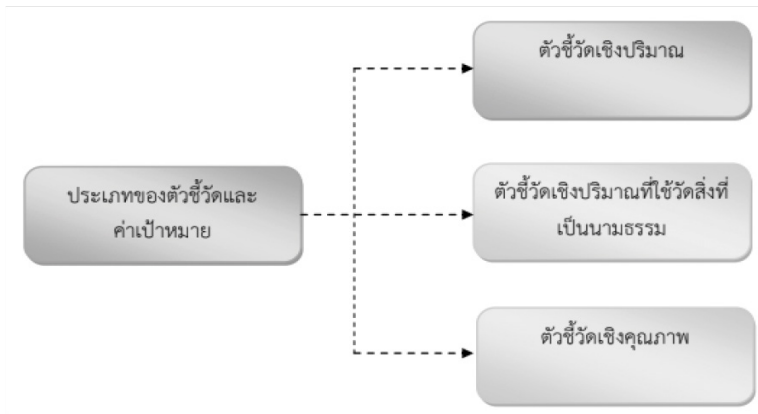 ตัวชี้วัดเชิงปริมาณ
ประเภทของตัวชี้วัดและ
ค่าเป้าหมาย
ตัวชี้วัดเชิงปริมาณที่ใช้วัดสิ่งที่
เป็นนามธรรม
ตัวชี้วัดเชิงคุณภาพ